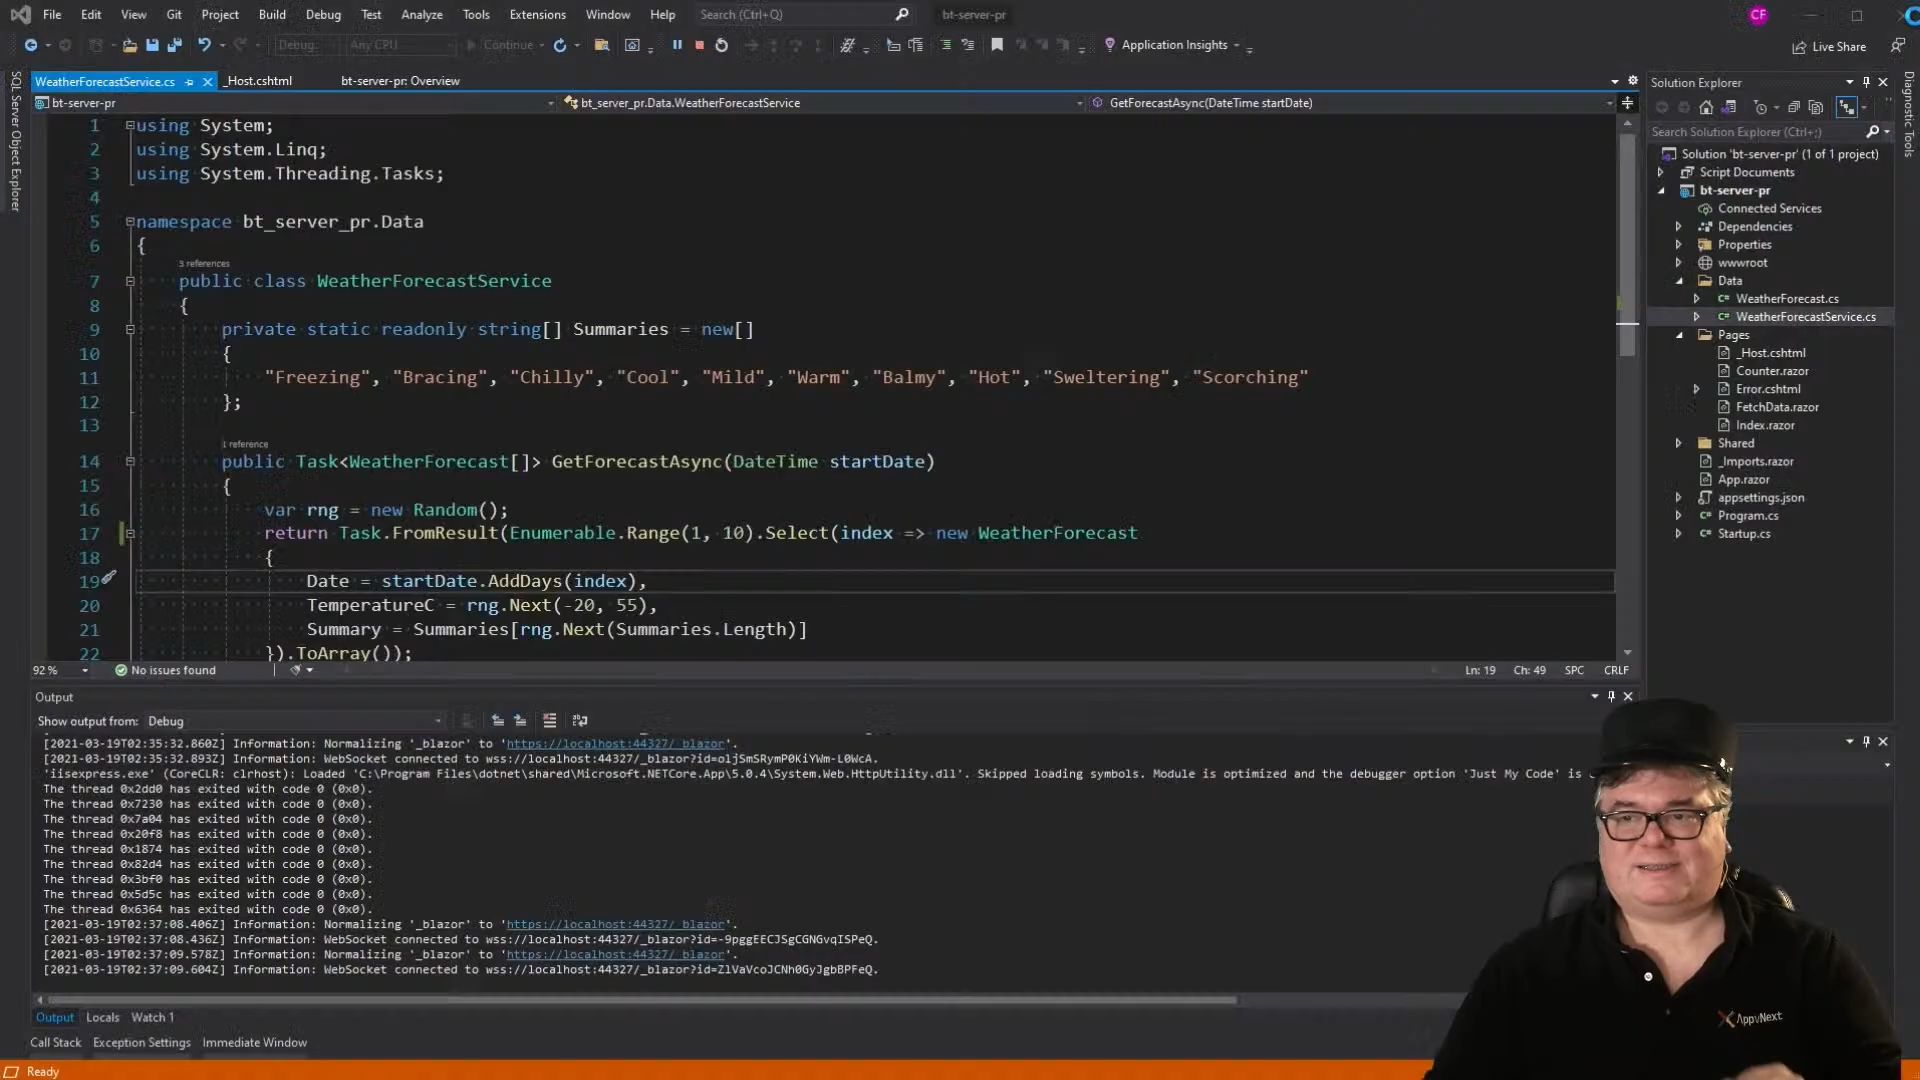 File Edit View Git Project Build Debug Test Analyze Tools Extensions Window Help Search (Ctrl+Q) bt-server-pr CF
Debug Any CPU Continue Application Insights Live Share
WeatherForecastService.cs _Host.cshtml bt-server-pr: Overview
bt-server-pr bt_server_pr.Data.WeatherForecastService GetForecastAsync(DateTime startDate)
SQL Server Object Explorer
1 using System;
2 using System.Linq;
3 using System.Threading.Tasks;
4
5 namespace bt_server_pr.Data
6 {
3 references
7 public class WeatherForecastService
8 {
9 private static readonly string[] Summaries = new[]
10 {
11 "Freezing", "Bracing", "Chilly", "Cool", "Mild", "Warm", "Balmy", "Hot", "Sweltering", "Scorching"
12 };
13
1 reference
14 public Task<WeatherForecast[]> GetForecastAsync(DateTime startDate)
15 {
16 var rng = new Random();
17 return Task.FromResult(Enumerable.Range(1, 10).Select(index => new WeatherForecast
18 {
19 Date = startDate.AddDays(index),
20 TemperatureC = rng.Next(-20, 55),
21 Summary = Summaries[rng.Next(Summaries.Length)]
22 }).ToArray());
92 % No issues found Ln: 19 Ch: 49 SPC CRLF
Solution Explorer
Search Solution Explorer (Ctrl+;)
Solution 'bt-server-pr' (1 of 1 project)
Script Documents
bt-server-pr
Connected Services
Dependencies
Properties
wwwroot
Data
WeatherForecast.cs
WeatherForecastService.cs
Pages
_Host.cshtml
Counter.razor
Error.cshtml
FetchData.razor
Index.razor
Shared
_Imports.razor
App.razor
appsettings.json
Program.cs
Startup.cs
Diagnostic Tools
Output
Show output from: Debug
[2021-03-19T02:35:32.860Z] Information: Normalizing '_blazor' to 'https://localhost:44327/_blazor'.
[2021-03-19T02:35:32.893Z] Information: WebSocket connected to wss://localhost:44327/_blazor?id=oljSmSRymP0KiYWm-L0WcA.
'iisexpress.exe' (CoreCLR: clrhost): Loaded 'C:\Program Files\dotnet\shared\Microsoft.NETCore.App\5.0.4\System.Web.HttpUtility.dll'. Skipped loading symbols. Module is optimized and the debugger option 'Just My Code' is
The thread 0x2dd0 has exited with code 0 (0x0).
The thread 0x7230 has exited with code 0 (0x0).
The thread 0x7a04 has exited with code 0 (0x0).
The thread 0x20f8 has exited with code 0 (0x0).
The thread 0x1874 has exited with code 0 (0x0).
The thread 0x82d4 has exited with code 0 (0x0).
The thread 0x3bf0 has exited with code 0 (0x0).
The thread 0x5d5c has exited with code 0 (0x0).
The thread 0x6364 has exited with code 0 (0x0).
[2021-03-19T02:37:08.406Z] Information: Normalizing '_blazor' to 'https://localhost:44327/_blazor'.
[2021-03-19T02:37:08.436Z] Information: WebSocket connected to wss://localhost:44327/_blazor?id=-9pggEECJSgCGNGvqISPeQ.
[2021-03-19T02:37:09.578Z] Information: Normalizing '_blazor' to 'https://localhost:44327/_blazor'.
[2021-03-19T02:37:09.604Z] Information: WebSocket connected to wss://localhost:44327/_blazor?id=ZlVaVcoJCNh0GyJgbBPFeQ.
Output Locals Watch 1
Call Stack Exception Settings Immediate Window
Ready
AppvNext